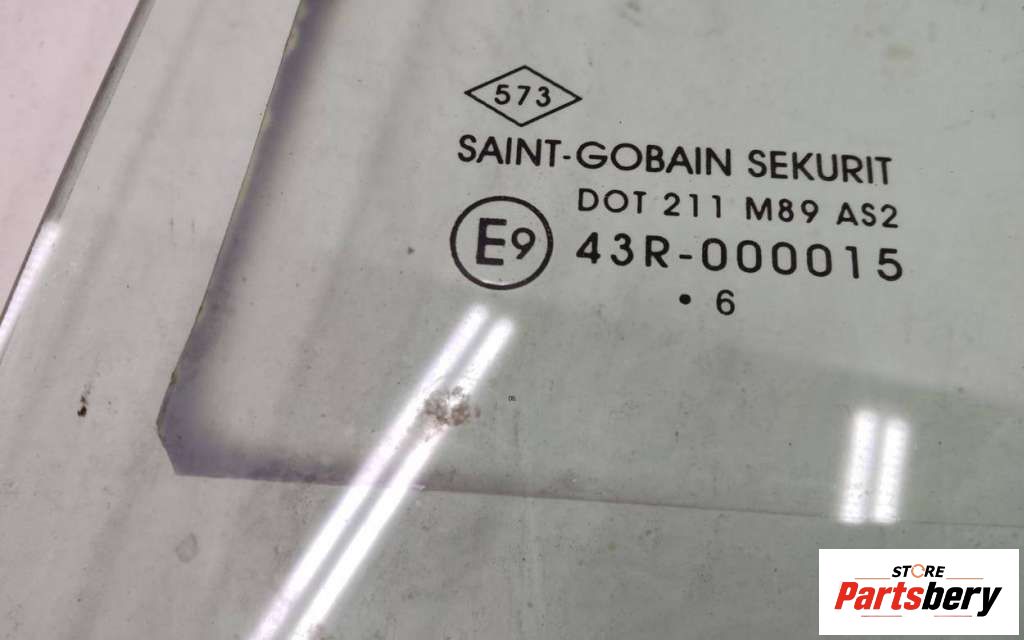 573
SAINT-GOBAIN SEKURIT
DOT 211 M89 AS2
E9 43R-000015
• 6
STORE
Partsbery